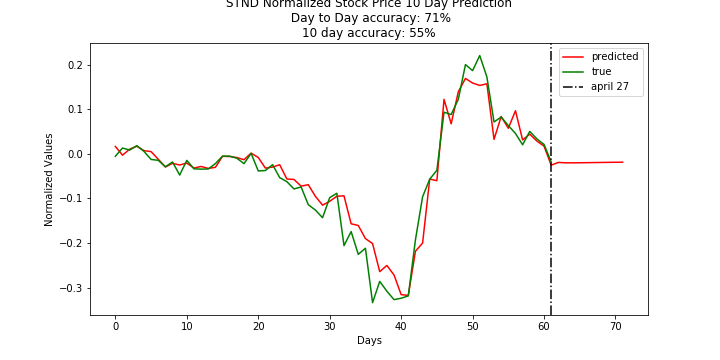 STND Normalized Stock Price 10 Day Prediction
Day to Day accuracy: 71%
10 day accuracy: 55%
predicted
true
april 27
0.2
0.1
0.0
−0.1
−0.2
−0.3
Normalized Values
0 10 20 30 40 50 60 70
Days